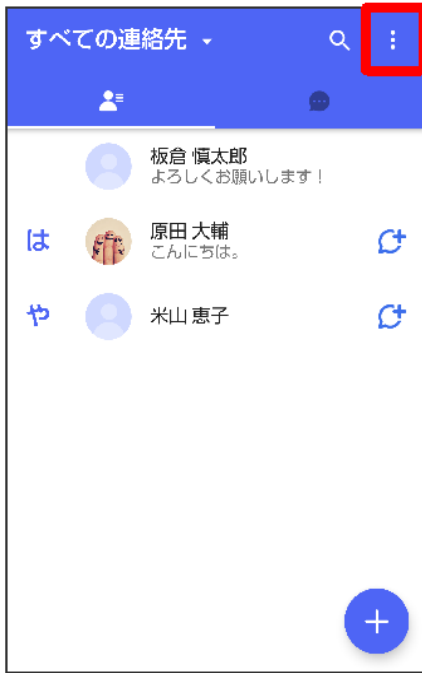 すべての連絡先
板倉 慎太郎
よろしくお願いします！
は
原田 大輔
こんにちは。
や
米山 恵子